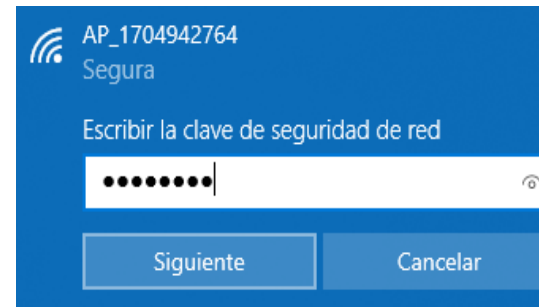 AP_1704942764
Segura
Escribir la clave de seguridad de red
••••••••
Siguiente
Cancelar